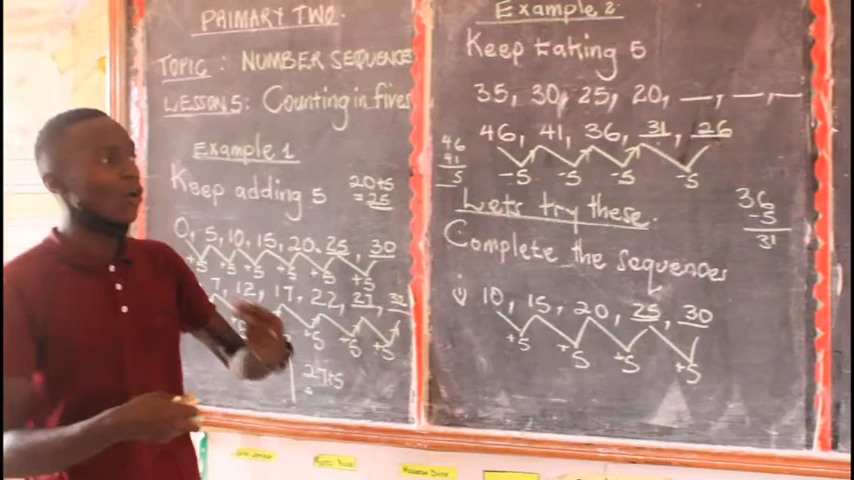 PRIMARY TWO.
TOPIC : NUMBER SEQUENCES
LESSON 5: Counting in fives
Example 1
Keep adding 5
20+5
= 25
0, 5, 10, 15, 20, 25, 30
+5 +5 +5 +5 +5 +5
7, 12, 17, 22, 27, 32
+5 +5 +5
27+5
=
Example 2
Keep taking 5
35, 30, 25, 20, __, __, __
46, 41, 36, 31, 26
-5 -5 -5 -5
46
41
5
36
-5
31
Lets try these.
Complete the sequences
i) 10, 15, 20, 25, 30
+5 +5 +5 +5